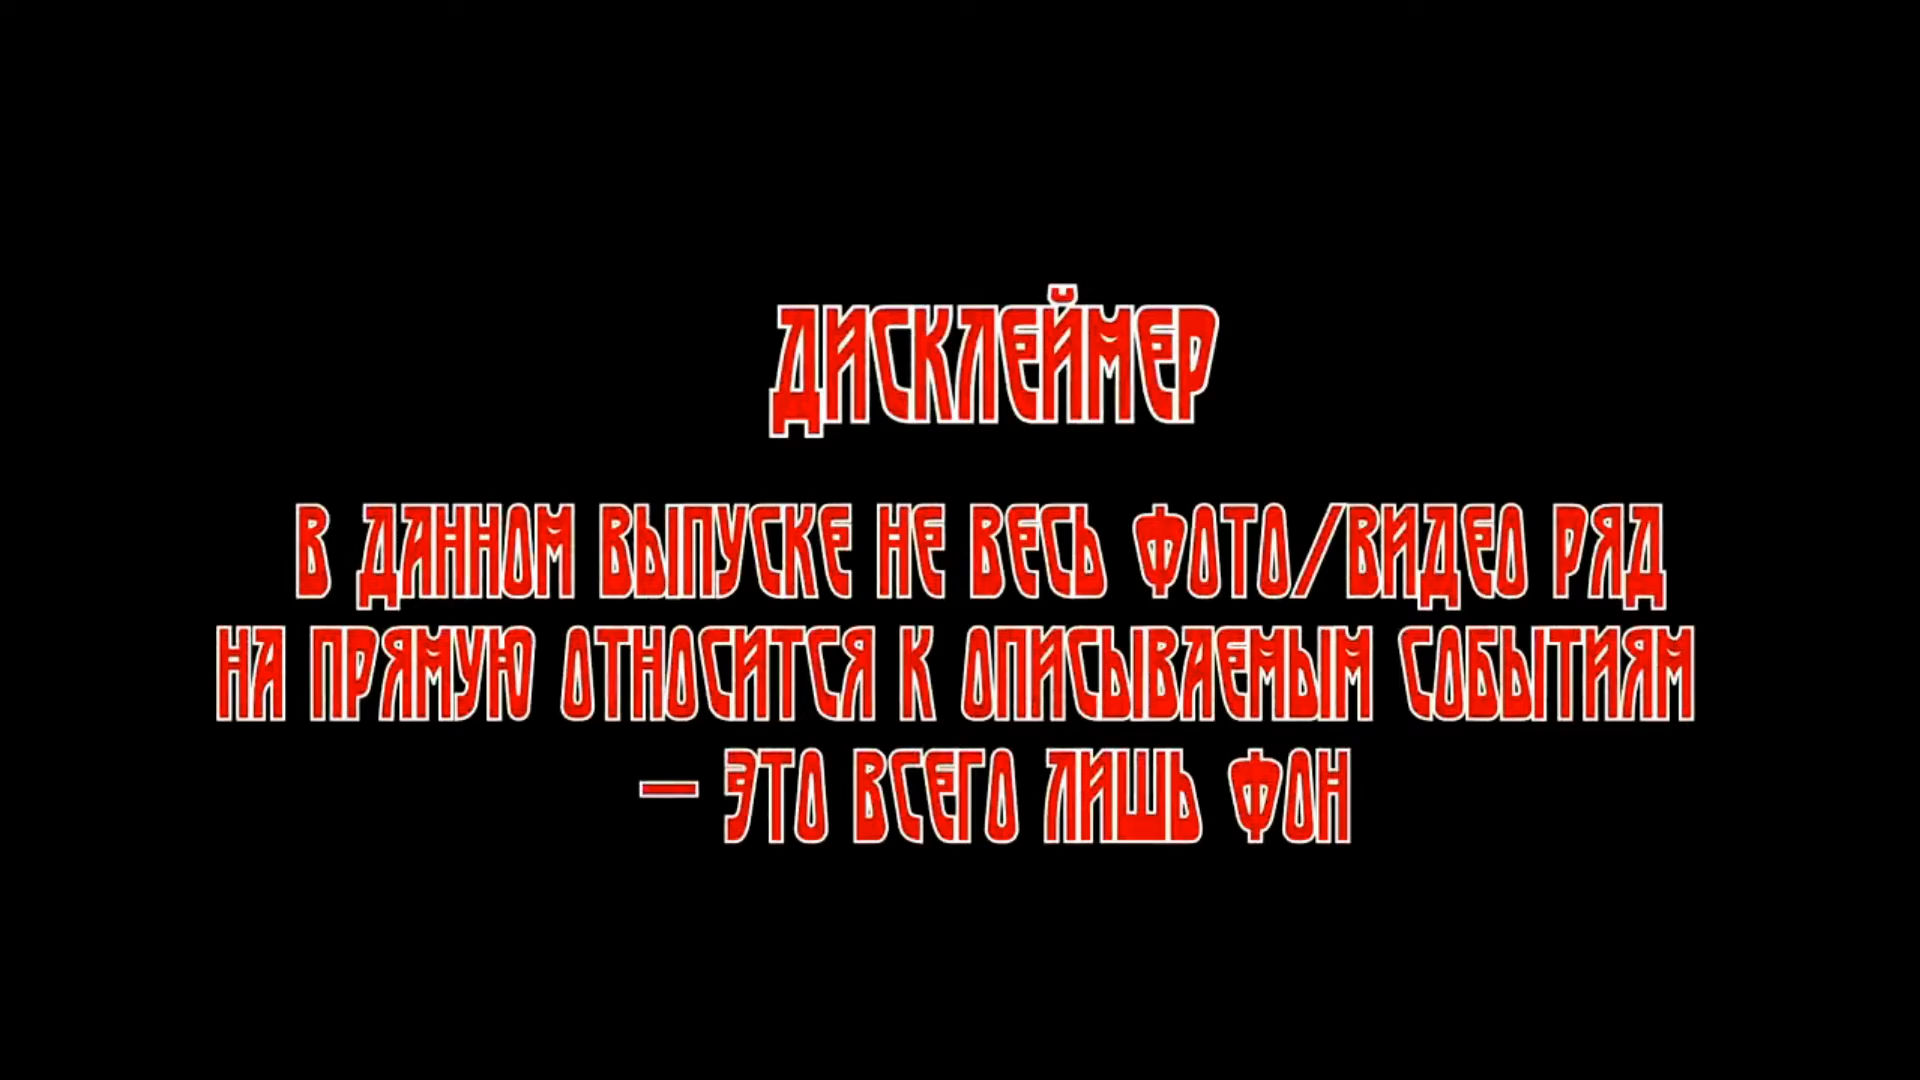 ДИСКЛЕЙМЕР
В ДАННОМ ВЫПУСКЕ НЕ ВЕСЬ ФОТО/ВИДЕО РЯД
НА ПРЯМУЮ ОТНОСИТСЯ К ОПИСЫВАЕМЫМ СОБЫТИЯМ
— ЭТО ВСЕГО ЛИШЬ ФОН